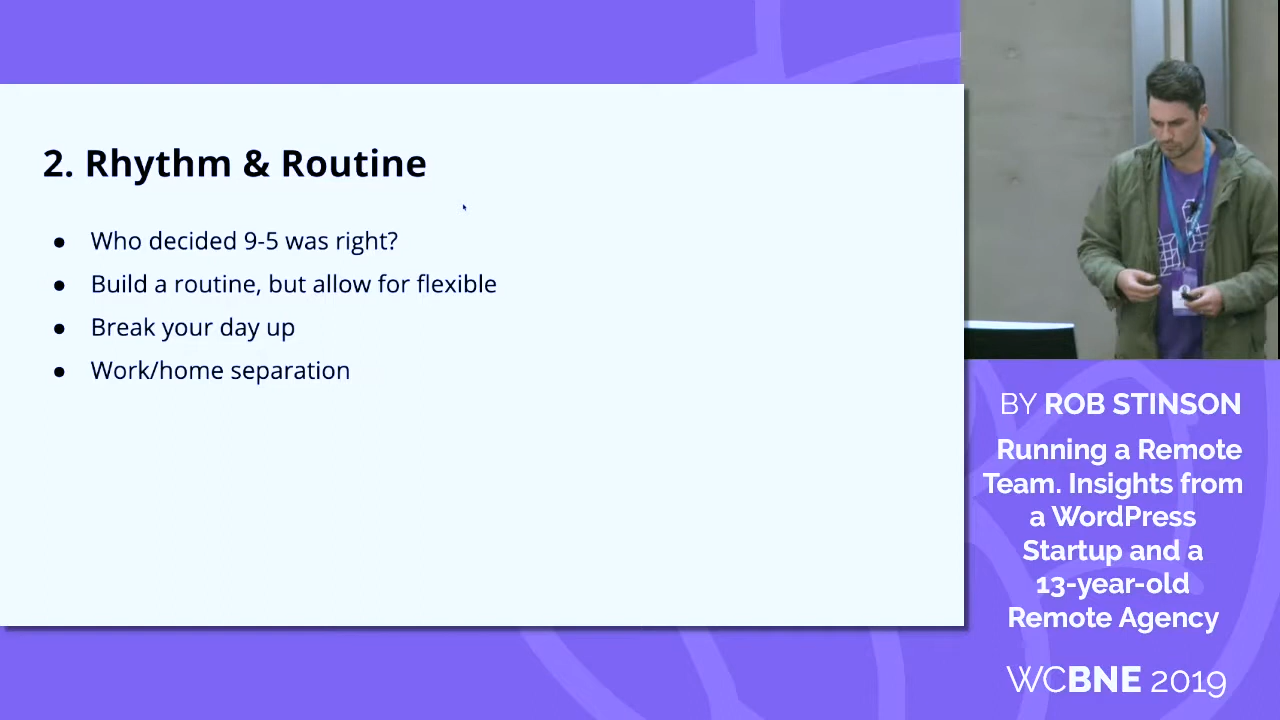 2. Rhythm & Routine
● Who decided 9-5 was right?
● Build a routine, but allow for flexible
● Break your day up
● Work/home separation
BY ROB STINSON
Running a Remote
Team. Insights from
a WordPress
Startup and a
13-year-old
Remote Agency
WCBNE 2019